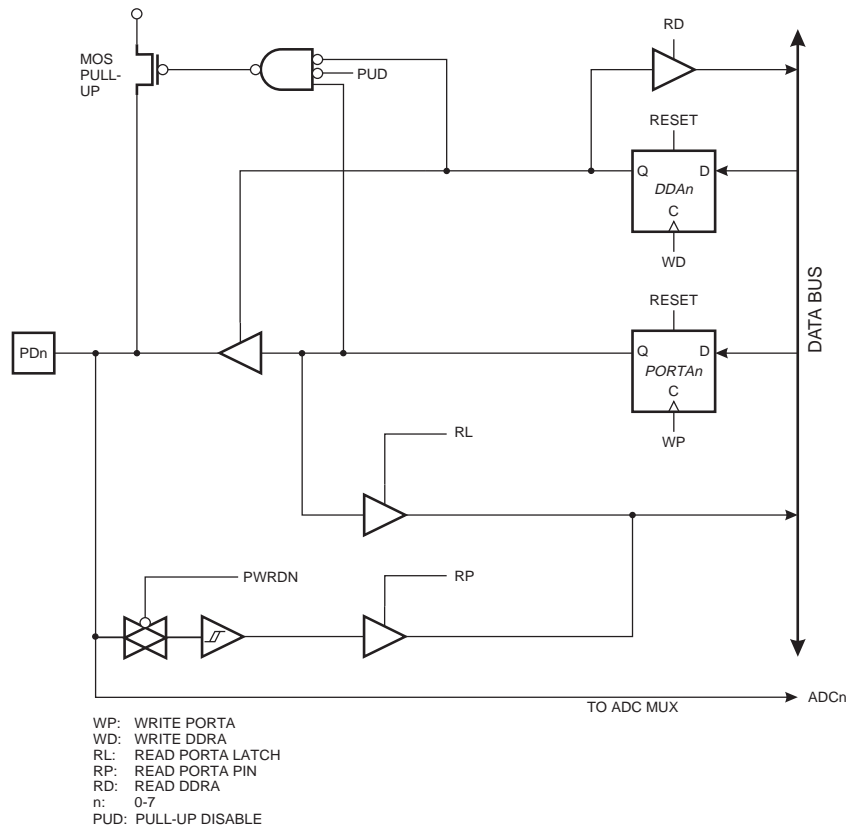 RD
MOS
PULL-
UP
PUD
RESET
Q
D
DDAn
C
WD
RESET
PDn
Q
D
PORTAn
C
WP
DATA BUS
RL
PWRDN
RP
TO ADC MUX
ADCn
WP: WRITE PORTA
WD: WRITE DDRA
RL: READ PORTA LATCH
RP: READ PORTA PIN
RD: READ DDRA
n: 0-7
PUD: PULL-UP DISABLE